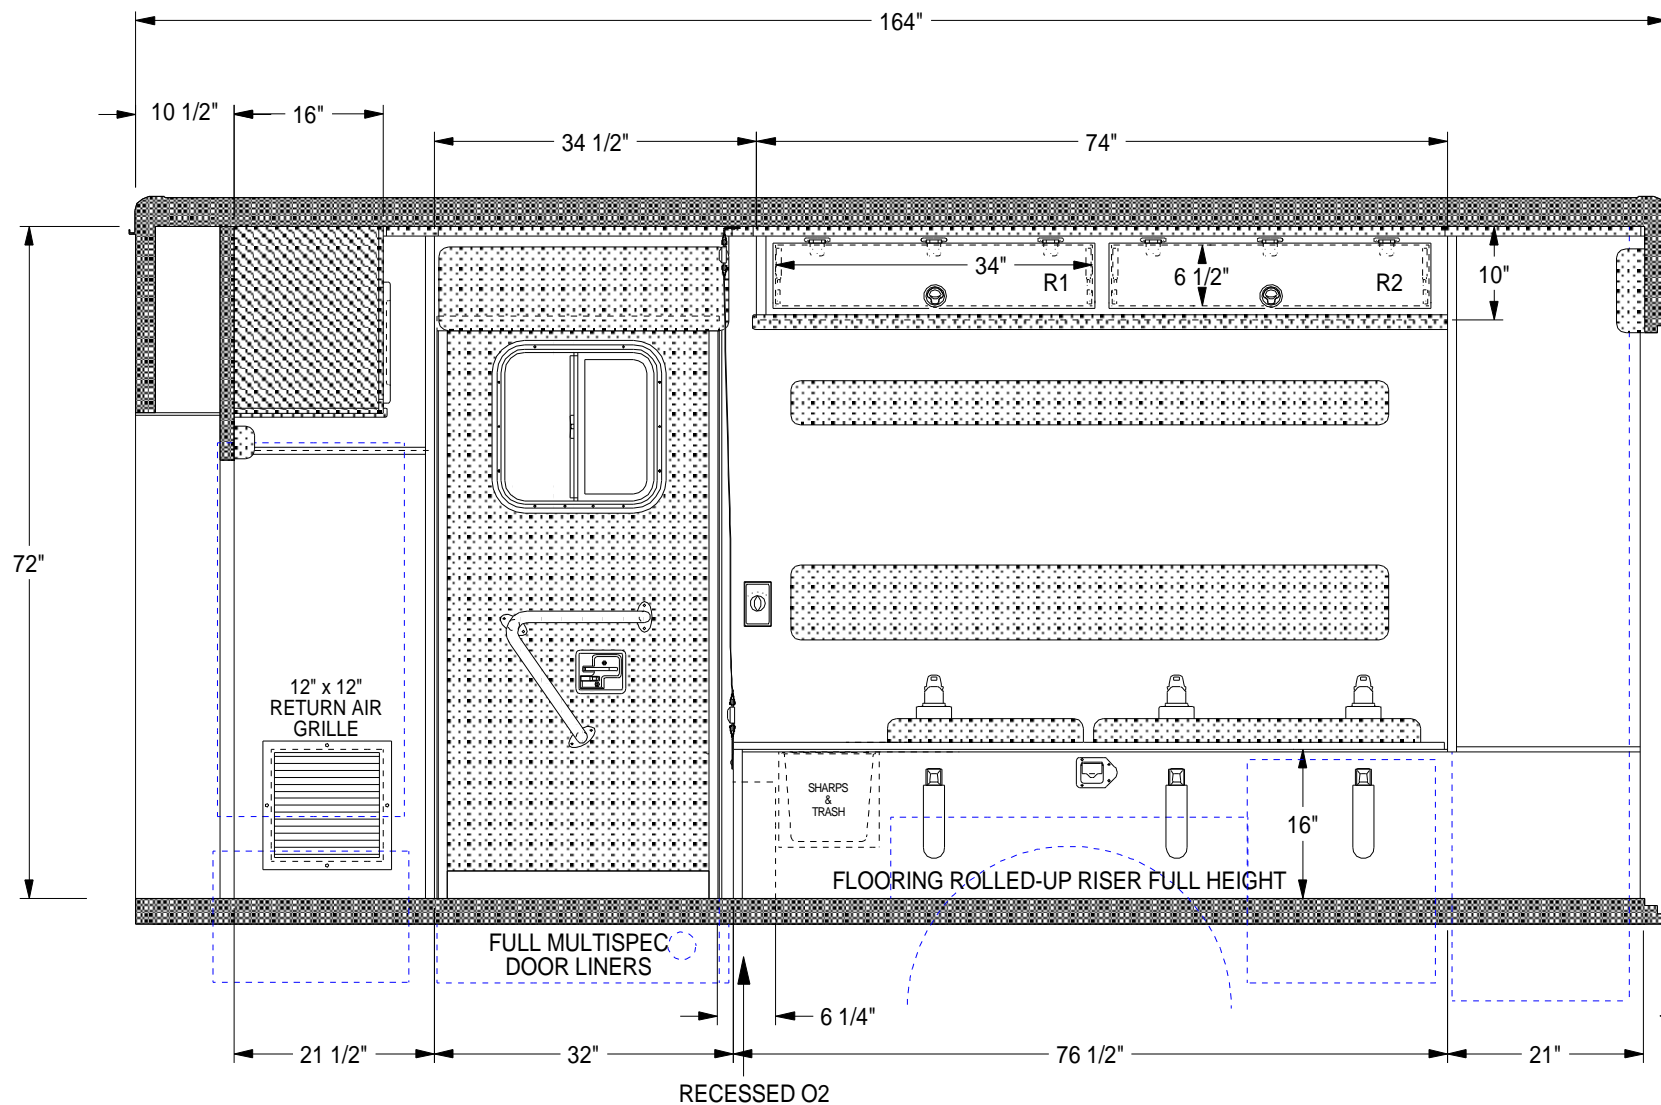 164"
10 1/2"
16"
34 1/2"
74"
34"
R1
6 1/2"
R2
10"
72"
12" x 12"
RETURN AIR
GRILLE
SHARPS
&
TRASH
16"
FLOORING ROLLED-UP RISER FULL HEIGHT
FULL MULTISPEC
DOOR LINERS
6 1/4"
21 1/2"
32"
76 1/2"
21"
RECESSED O2